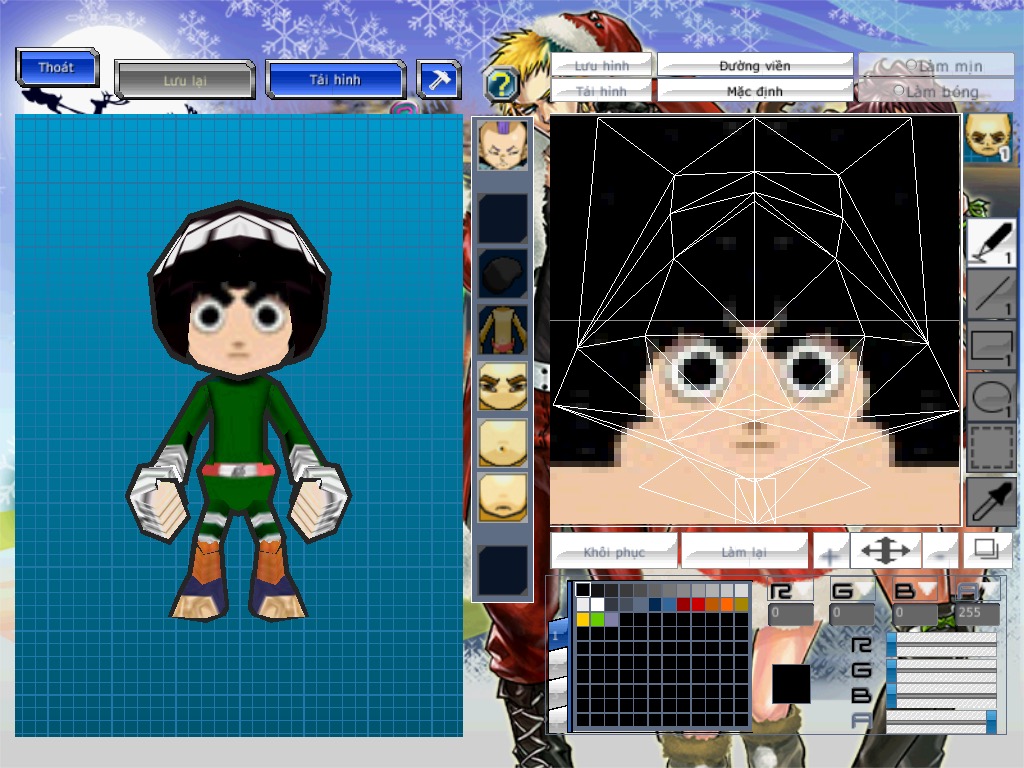 Thoát
Lưu lại
Tải hình
?
Lưu hình
Đường viền
Làm mịn
Tải hình
Mặc định
Làm bóng
1
1
1
1
1
Khôi phục
Làm lại
+
-
R G B A
0 0 0 255
1
R
G
B
A